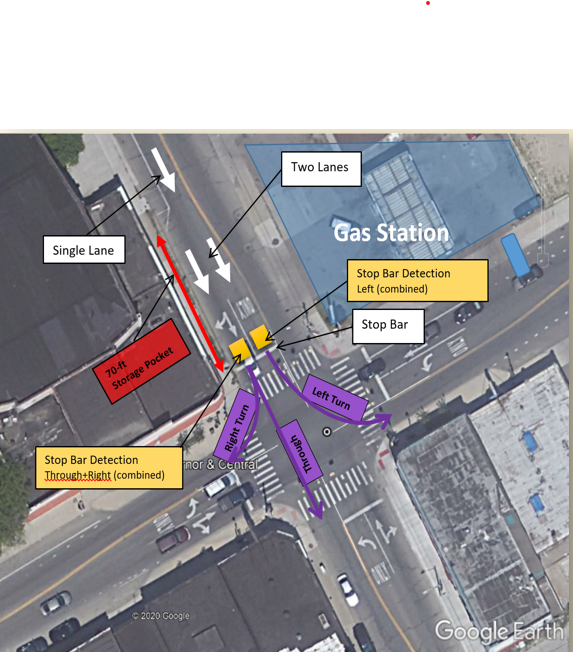 Two Lanes
Single Lane
Gas Station
Stop Bar Detection
Left (combined)
Stop Bar
70-ft
Storage Pocket
Left Turn
Right Turn
Through
Stop Bar Detection
Through+Right (combined)
nor & Central
© 2020 Google
Google Earth